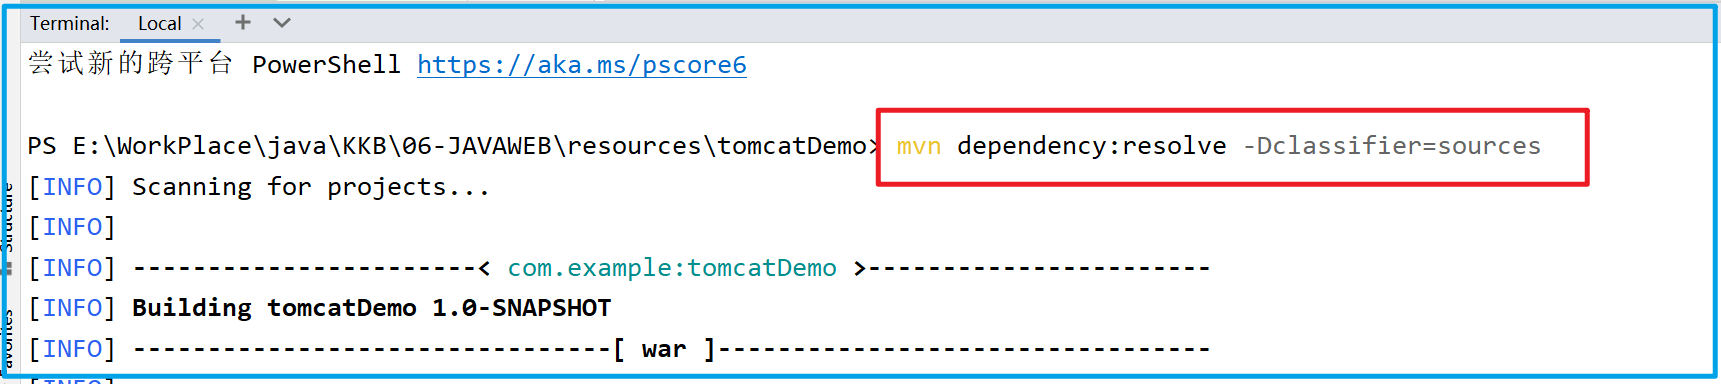 Terminal: Local
尝试新的跨平台 PowerShell https://aka.ms/pscore6
PS E:\WorkPlace\java\KKB\06-JAVAWEB\resources\tomcatDemo> mvn dependency:resolve -Dclassifier=sources
[INFO] Scanning for projects...
[INFO]
[INFO] -----------------------< com.example:tomcatDemo >-----------------------
[INFO] Building tomcatDemo 1.0-SNAPSHOT
[INFO] --------------------------------[ war ]---------------------------------
[INFO]
Structure
Favorites